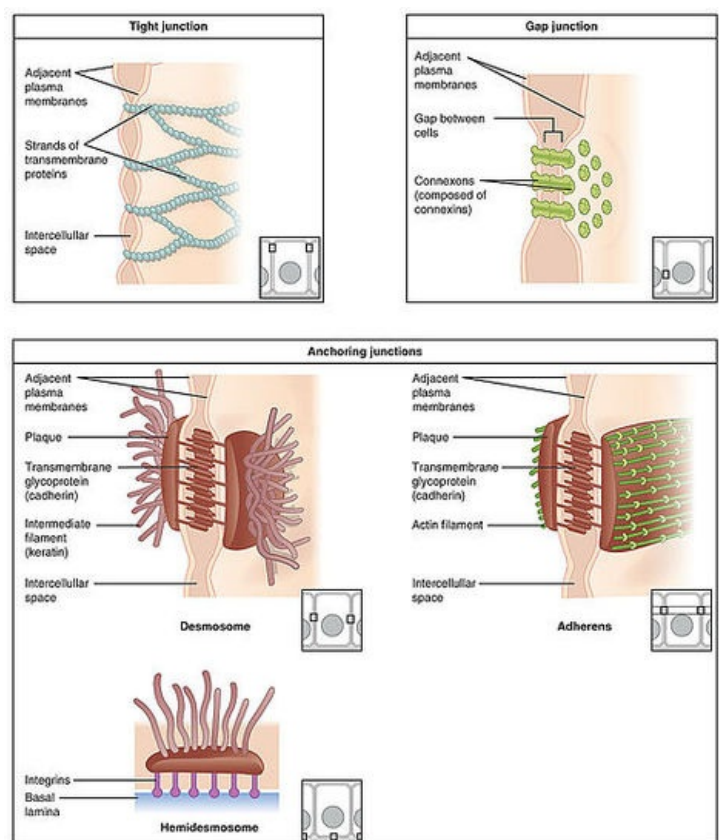 Tight junction
Adjacent
plasma
membranes
Strands of
transmembrane
proteins
Intercellular
space
Gap junction
Adjacent
plasma
membranes
Gap between
cells
Connexons
(composed of
connexins)
Anchoring junctions
Adjacent
plasma
membranes
Plaque
Transmembrane
glycoprotein
(cadherin)
Intermediate
filament
(keratin)
Intercellullar
space
Desmosome
Adjacent
plasma
membranes
Plaque
Transmembrane
glycoprotein
(cadherin)
Actin filament
Intercellullar
space
Adherens
Integrins
Basal
lamina
Hemidesmosome